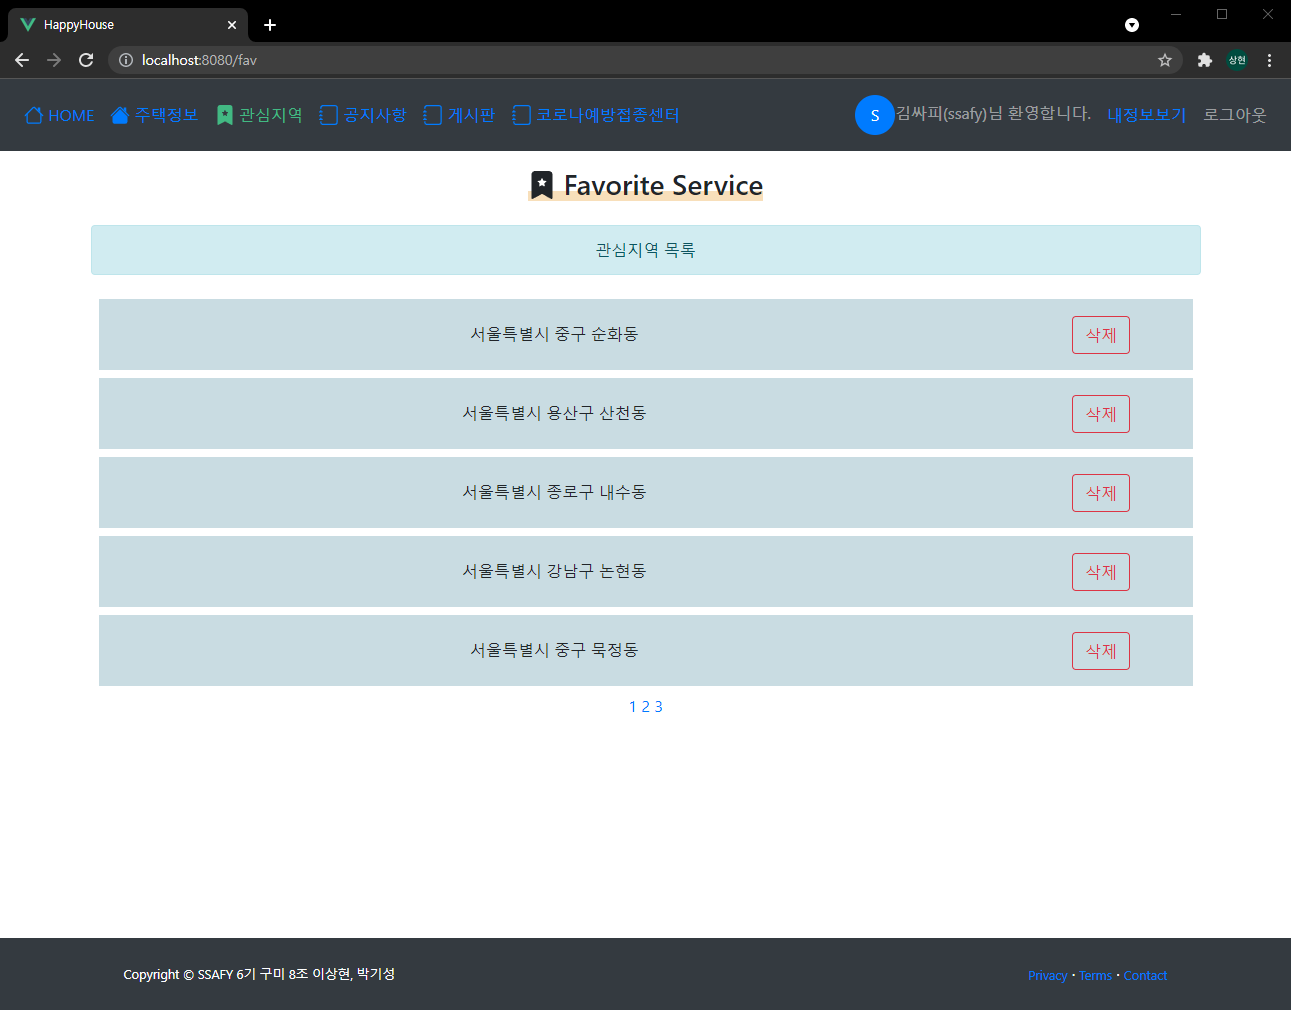 HappyHouse
localhost:8080/fav
상현
HOME 주택정보 관심지역 공지사항 게시판 코로나예방접종센터 S 김싸피(ssafy)님 환영합니다. 내정보보기 로그아웃
Favorite Service
관심지역 목록
서울특별시 중구 순화동 삭제
서울특별시 용산구 산천동 삭제
서울특별시 종로구 내수동 삭제
서울특별시 강남구 논현동 삭제
서울특별시 중구 묵정동 삭제
1 2 3
Copyright © SSAFY 6기 구미 8조 이상현, 박기성 Privacy · Terms · Contact